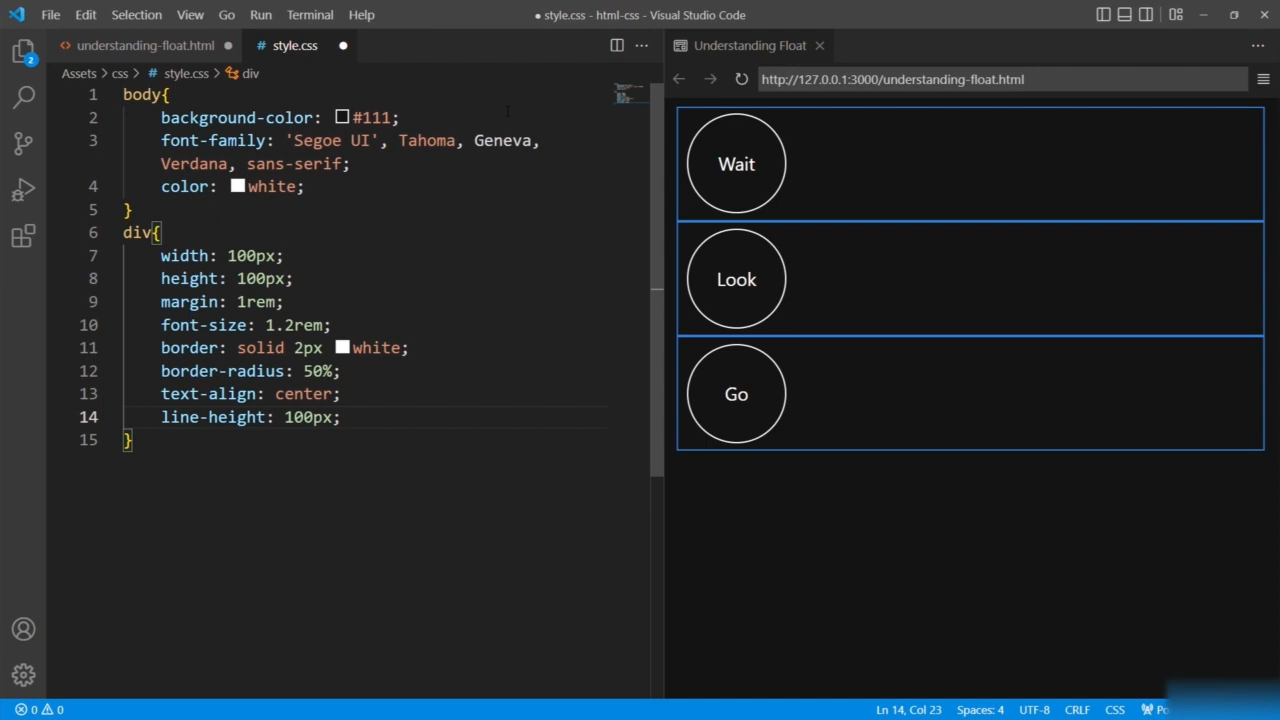 File Edit Selection View Go Run Terminal Help
● style.css - html-css - Visual Studio Code
understanding-float.html
# style.css
Understanding Float
Assets > css > # style.css > div
http://127.0.0.1:3000/understanding-float.html
2
1 body{
2 background-color: #111;
3 font-family: 'Segoe UI', Tahoma, Geneva,
Verdana, sans-serif;
4 color: white;
5 }
6 div{
7 width: 100px;
8 height: 100px;
9 margin: 1rem;
10 font-size: 1.2rem;
11 border: solid 2px white;
12 border-radius: 50%;
13 text-align: center;
14 line-height: 100px;
15 }
Wait
Look
Go
0 0
Ln 14, Col 23 Spaces: 4 UTF-8 CRLF CSS